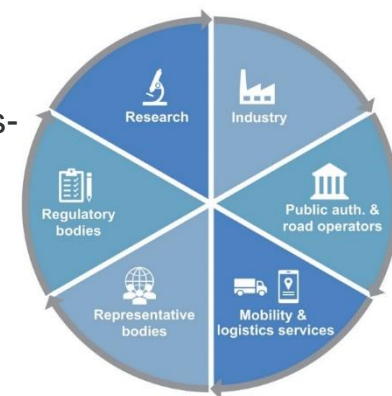 s-
Research
Industry
Public auth. &
road operators
Mobility &
logistics services
Representative
bodies
Regulatory
bodies